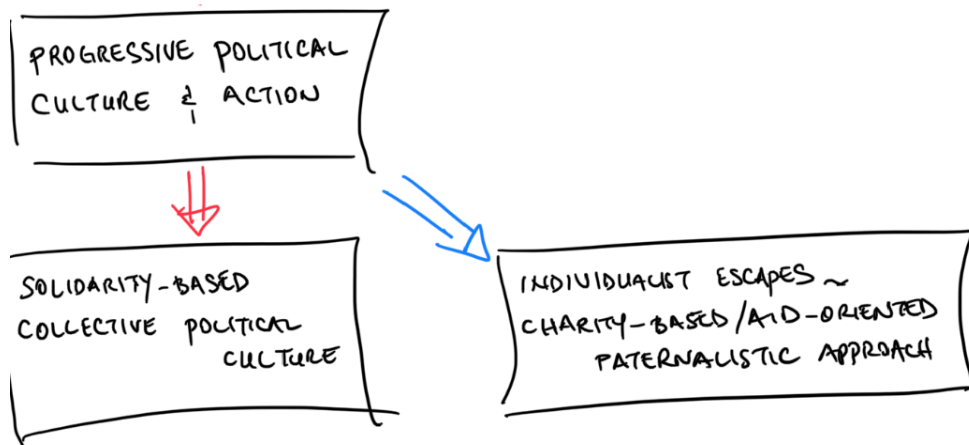 PROGRESSIVE POLITICAL
CULTURE & ACTION
SOLIDARITY-BASED
COLLECTIVE POLITICAL
CULTURE
INDIVIDUALIST ESCAPES ~
CHARITY-BASED/AID-ORIENTED
PATERNALISTIC APPROACH